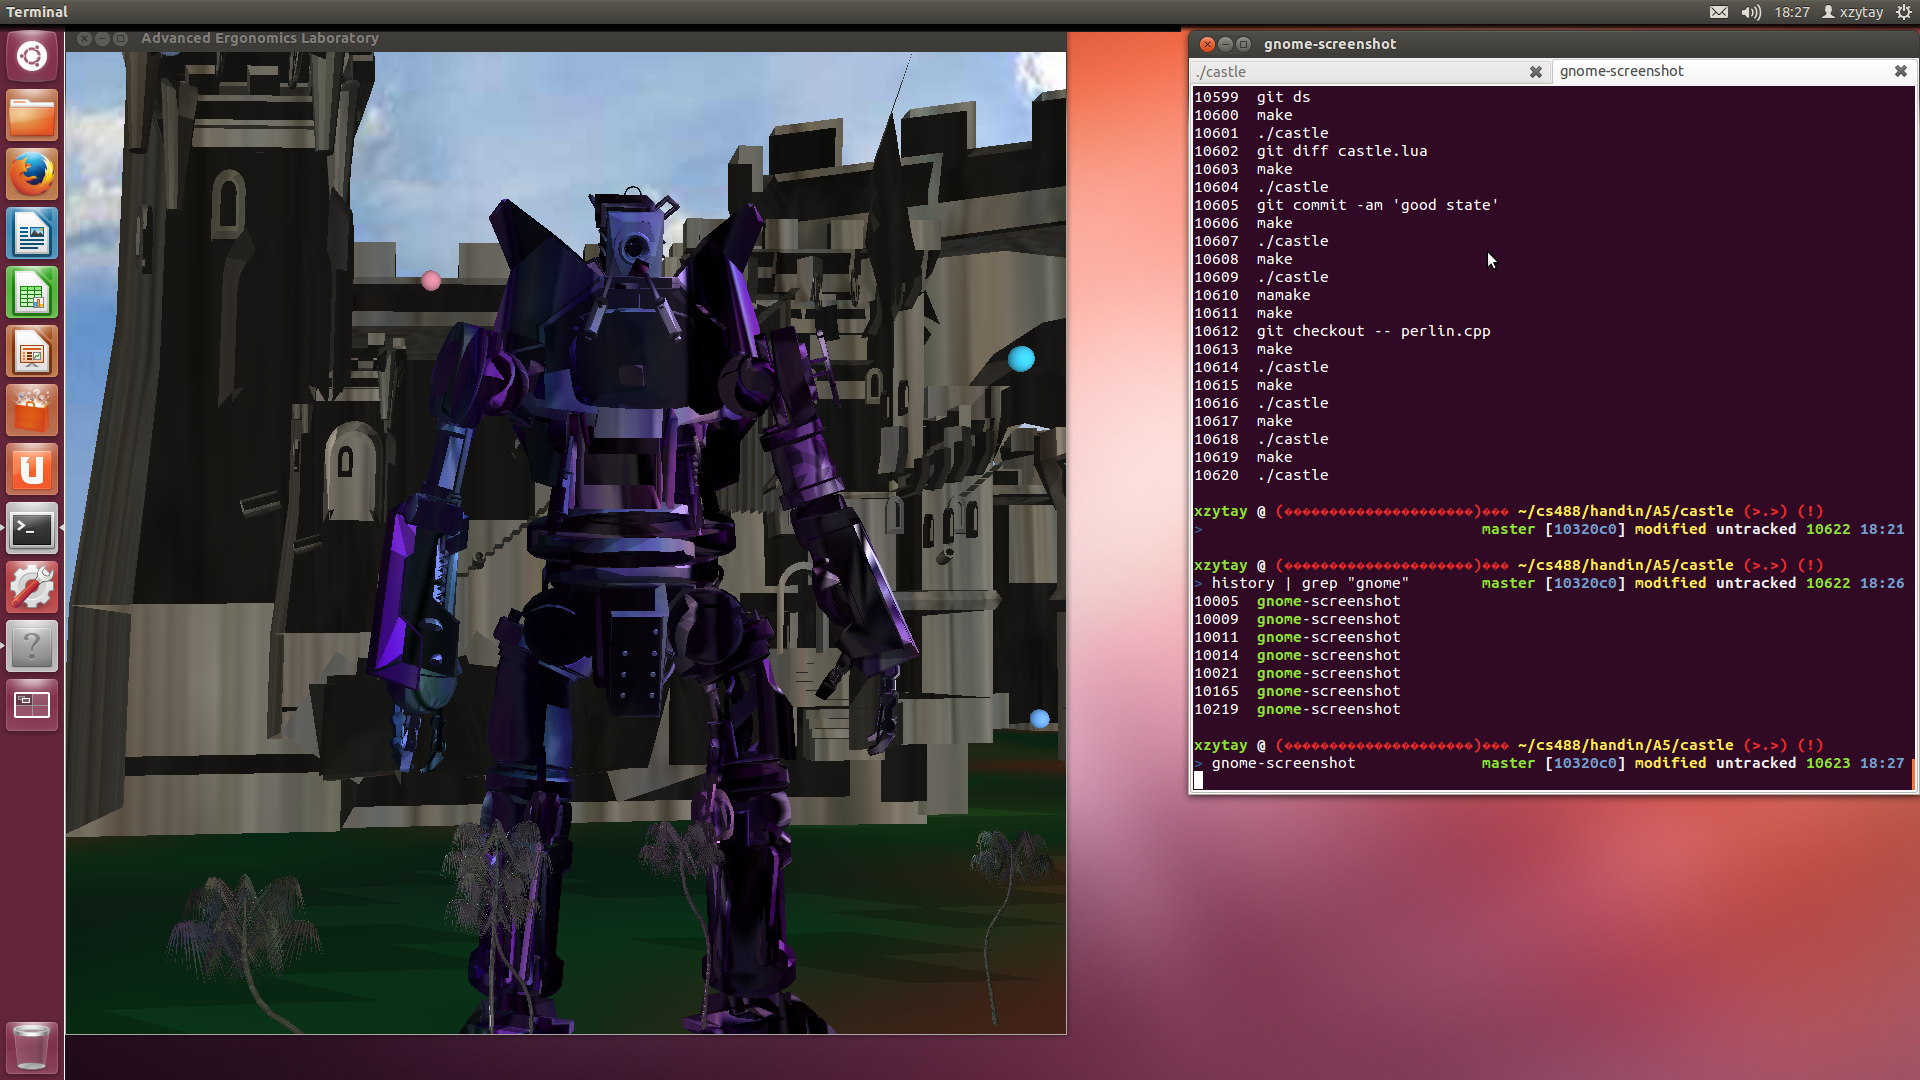 Terminal
18:27 xzytay
Advanced Ergonomics Laboratory
gnome-screenshot
./castle
gnome-screenshot
10599 git ds
10600 make
10601 ./castle
10602 git diff castle.lua
10603 make
10604 ./castle
10605 git commit -am 'good state'
10606 make
10607 ./castle
10608 make
10609 ./castle
10610 mamake
10611 make
10612 git checkout -- perlin.cpp
10613 make
10614 ./castle
10615 make
10616 ./castle
10617 make
10618 ./castle
10619 make
10620 ./castle
xzytay @ (���������������������)��� ~/cs488/handin/A5/castle (>.>) (!)
> master [10320c0] modified untracked 10622 18:21
xzytay @ (���������������������)��� ~/cs488/handin/A5/castle (>.>) (!)
> history | grep "gnome" master [10320c0] modified untracked 10622 18:26
10005 gnome-screenshot
10009 gnome-screenshot
10011 gnome-screenshot
10014 gnome-screenshot
10021 gnome-screenshot
10165 gnome-screenshot
10219 gnome-screenshot
xzytay @ (���������������������)��� ~/cs488/handin/A5/castle (>.>) (!)
> gnome-screenshot master [10320c0] modified untracked 10623 18:27